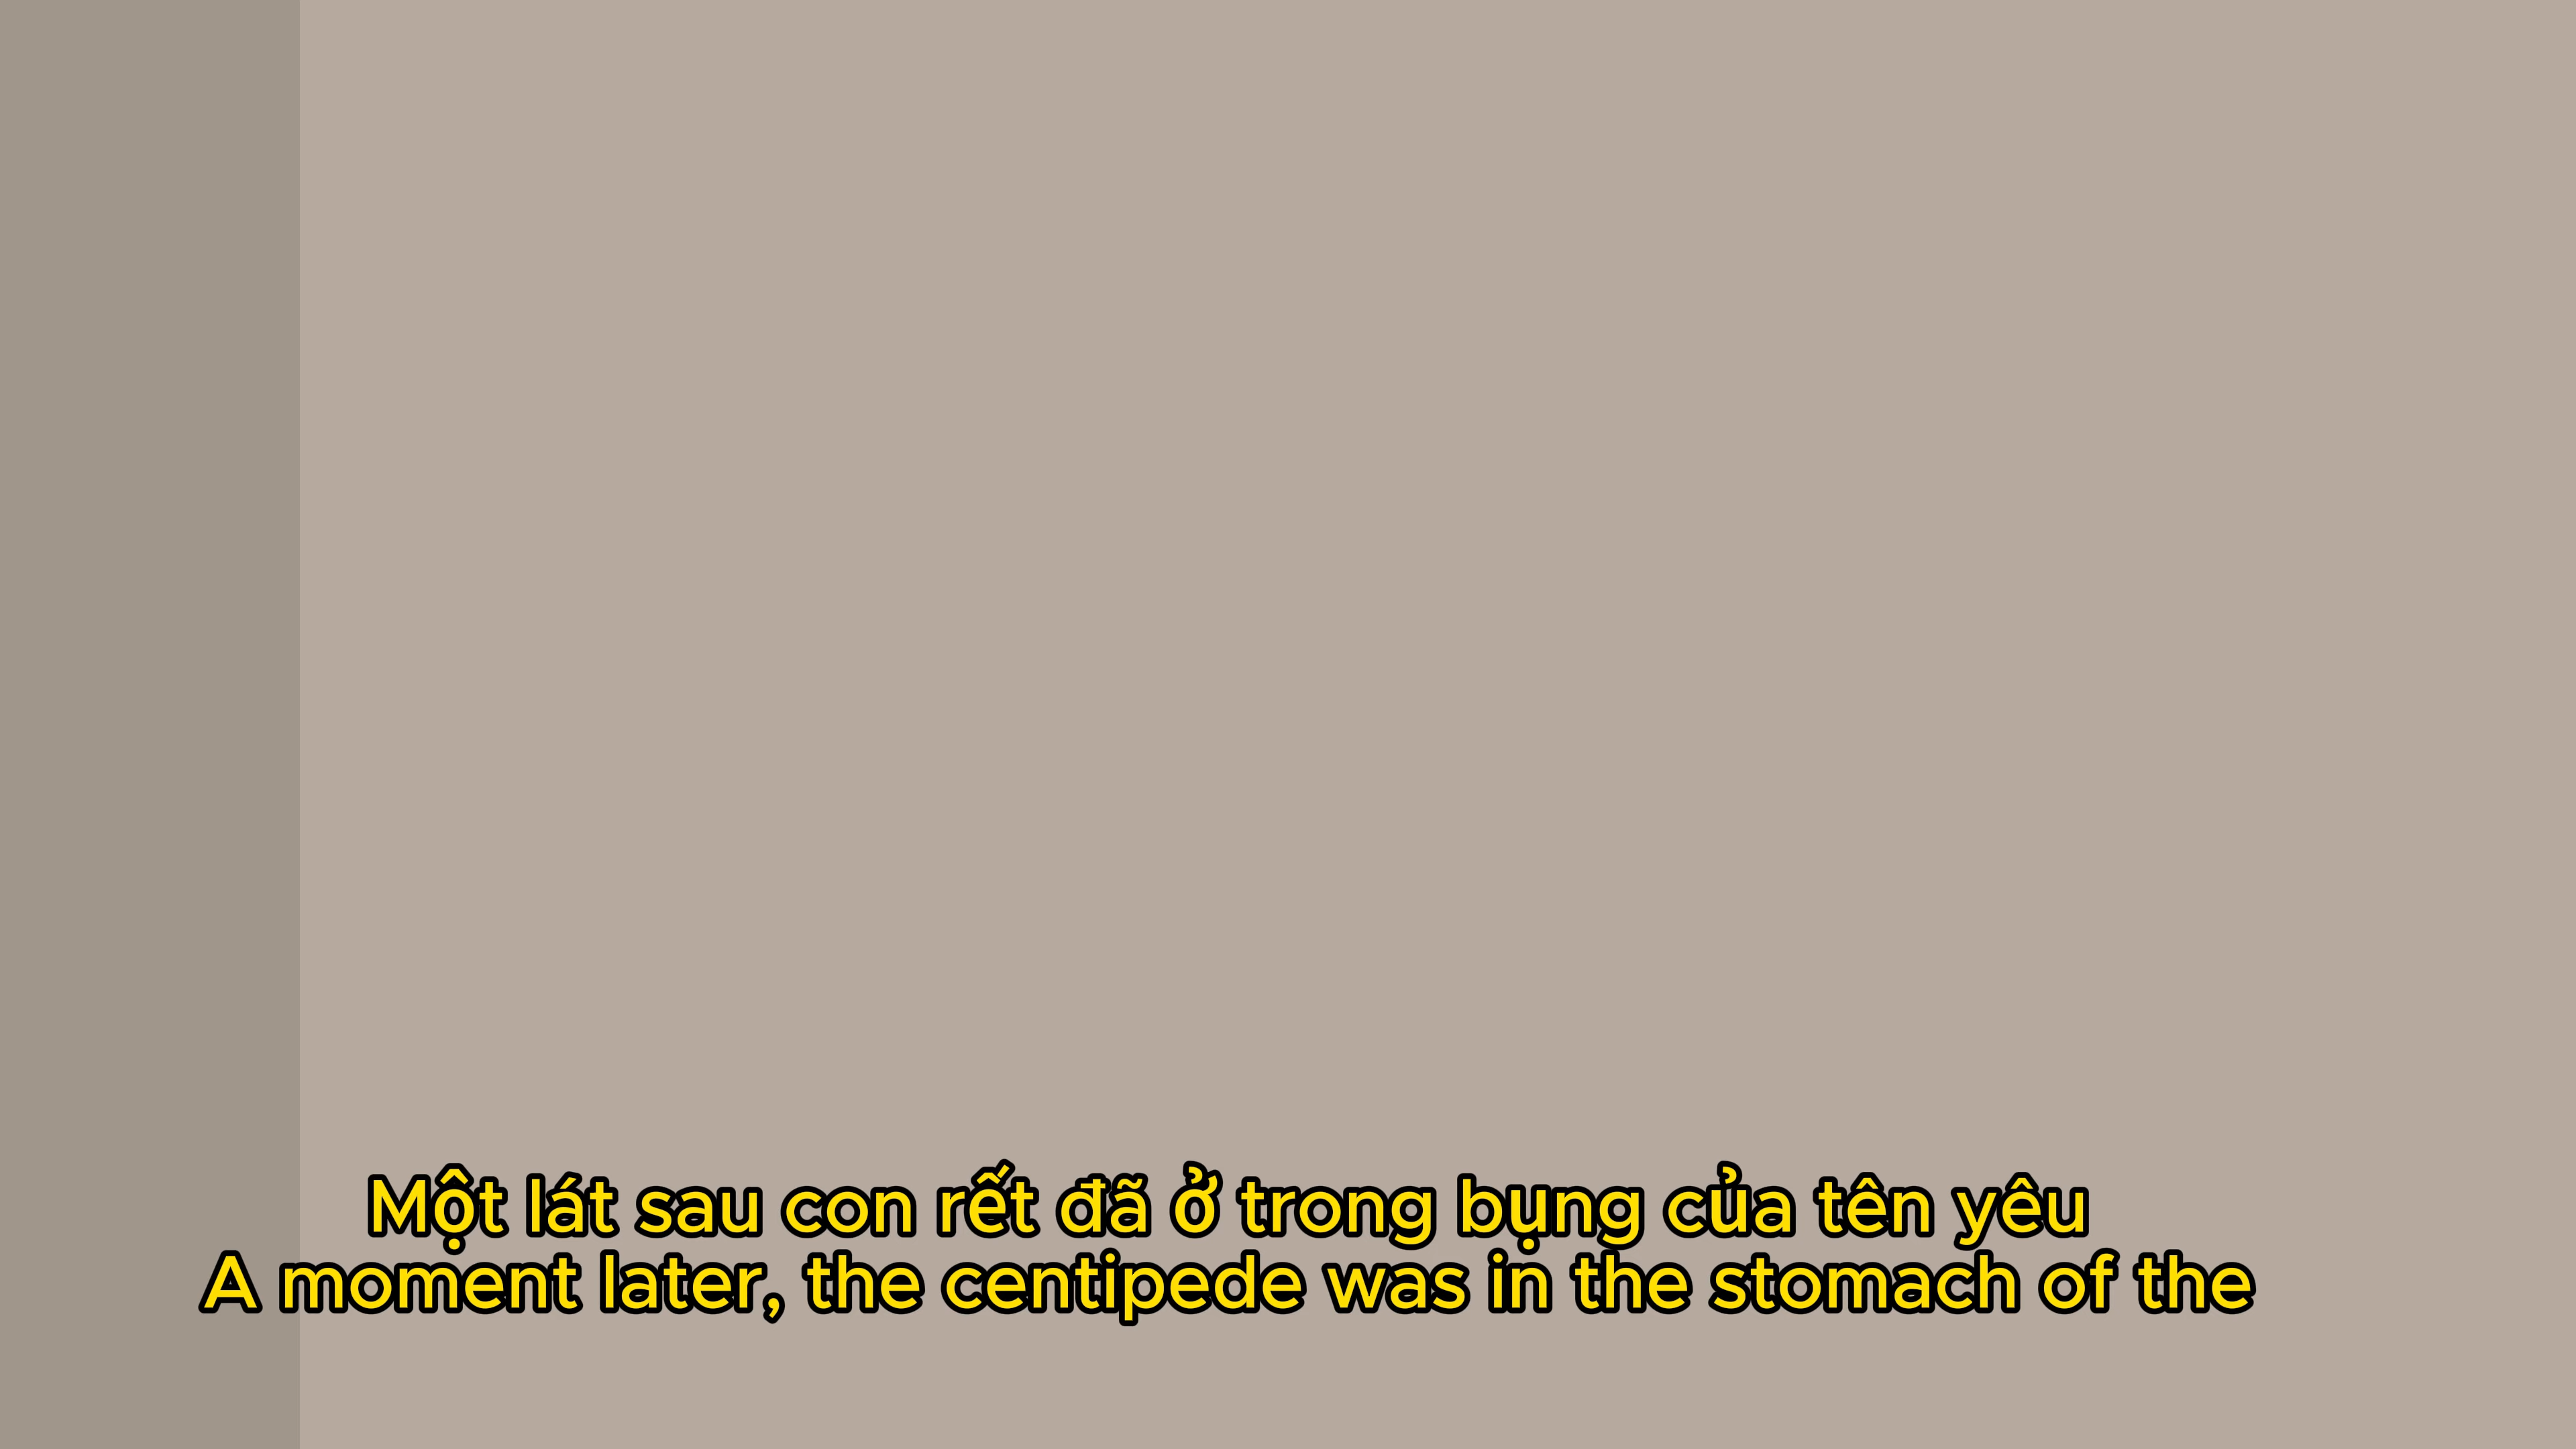 Một lát sau con rết đã ở trong bụng của tên yêu
A moment later, the centipede was in the stomach of the